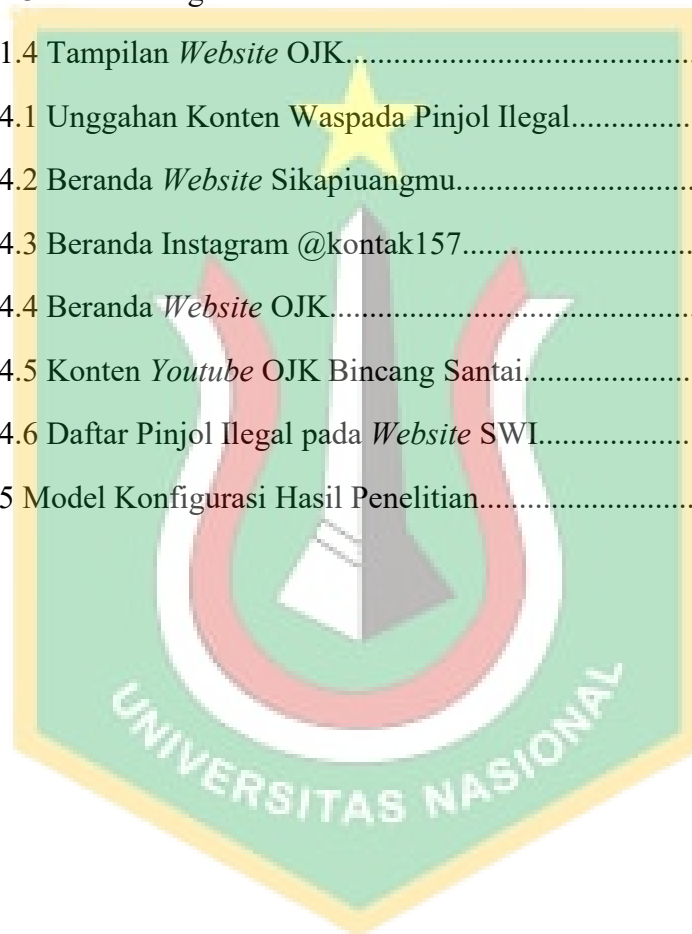 1.4 Tampilan Website OJK.............................................
4.1 Unggahan Konten Waspada Pinjol Ilegal................
4.2 Beranda Website Sikapiuangmu...............................
4.3 Beranda Instagram @kontak157..............................
4.4 Beranda Website OJK...............................................
4.5 Konten Youtube OJK Bincang Santai......................
4.6 Daftar Pinjol Ilegal pada Website SWI....................
5 Model Konfigurasi Hasil Penelitian...........................
UNIVERSITAS NASIONAL